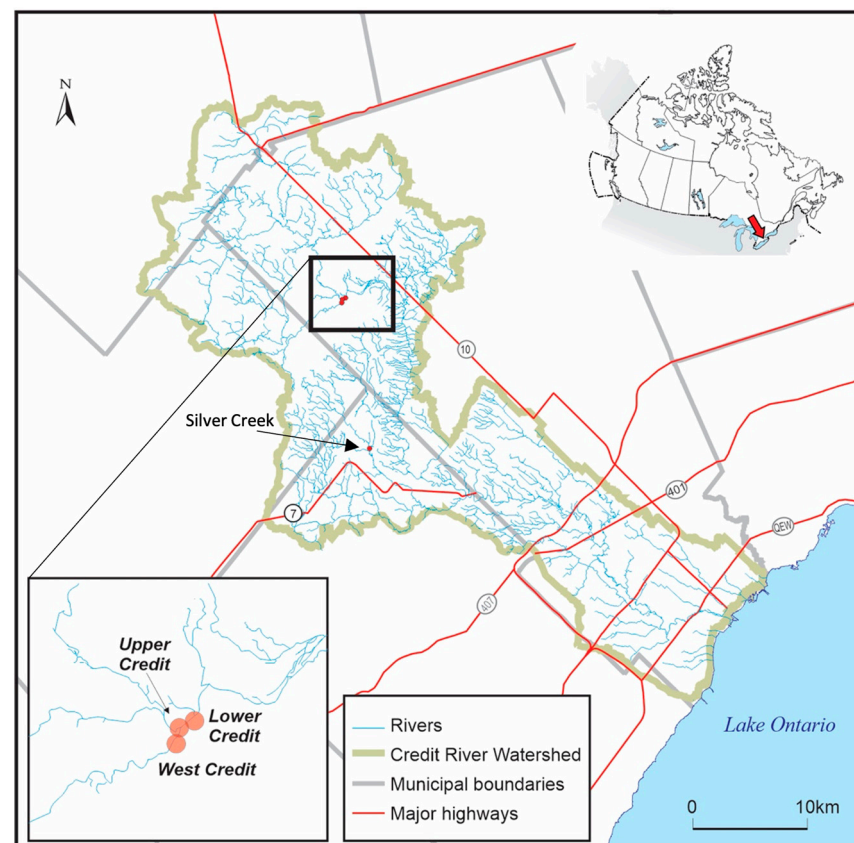 N
10
Silver Creek
401
7
QEW
407
Upper
Credit
Lower
Credit
West Credit
Rivers
Credit River Watershed
Municipal boundaries
Major highways
Lake Ontario
0 10km